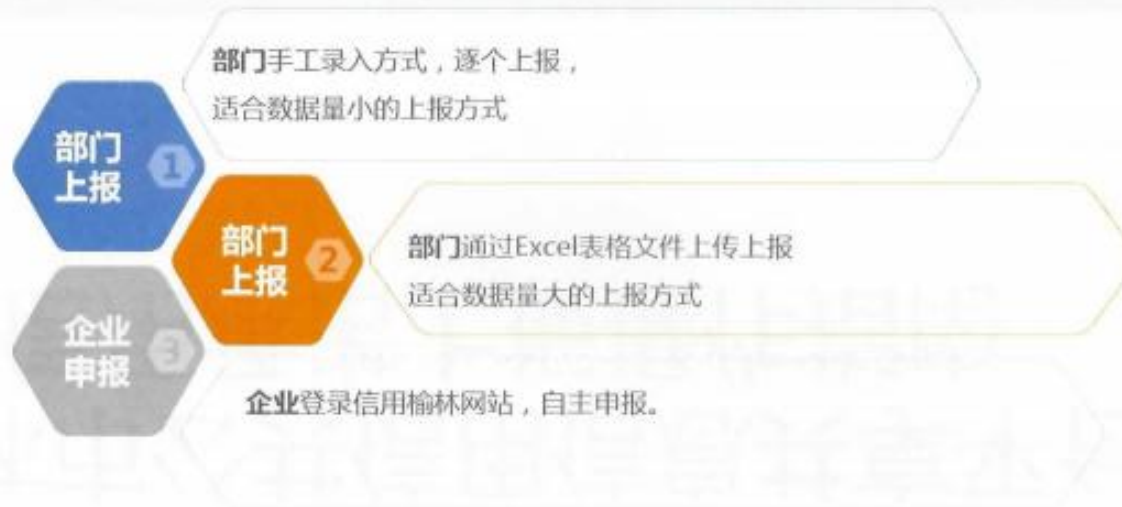 部门手工录入方式，逐个上报，
适合数据量小的上报方式
部门
上报
1
部门
上报
2
部门通过Excel表格文件上传上报
适合数据量大的上报方式
企业
申报
3
企业登录信用榆林网站，自主申报。